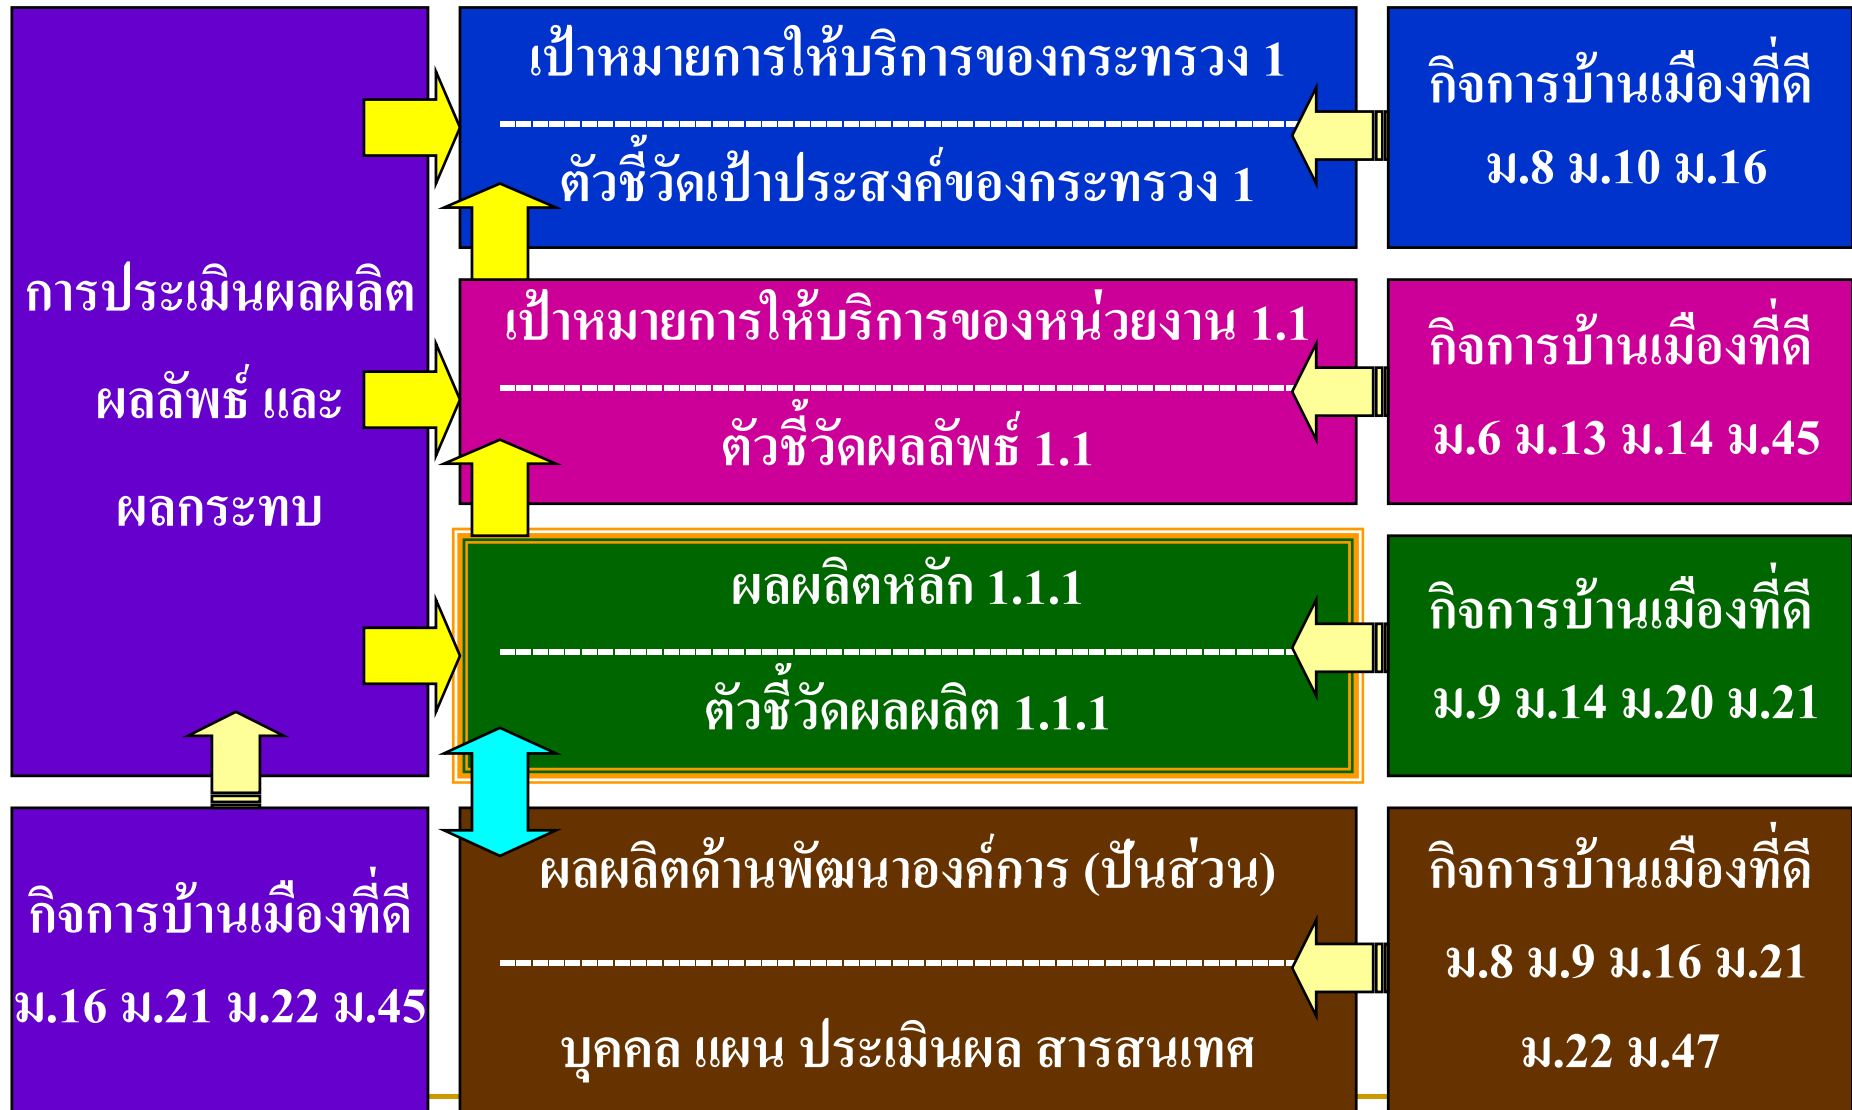 การประเมินผลผลิต
ผลลัพธ์ และ
ผลกระทบ
กิจการบ้านเมืองที่ดี
ม.16 ม.21 ม.22 ม.45
เป้าหมายการให้บริการของกระทรวง 1
ตัวชี้วัดเป้าประสงค์ของกระทรวง 1
กิจการบ้านเมืองที่ดี
ม.8 ม.10 ม.16
เป้าหมายการให้บริการของหน่วยงาน 1.1
ตัวชี้วัดผลลัพธ์ 1.1
กิจการบ้านเมืองที่ดี
ม.6 ม.13 ม.14 ม.45
ผลผลิตหลัก 1.1.1
ตัวชี้วัดผลผลิต 1.1.1
กิจการบ้านเมืองที่ดี
ม.9 ม.14 ม.20 ม.21
ผลผลิตด้านพัฒนาองค์การ (ปันส่วน)
บุคคล แผน ประเมินผล สารสนเทศ
กิจการบ้านเมืองที่ดี
ม.8 ม.9 ม.16 ม.21
ม.22 ม.47